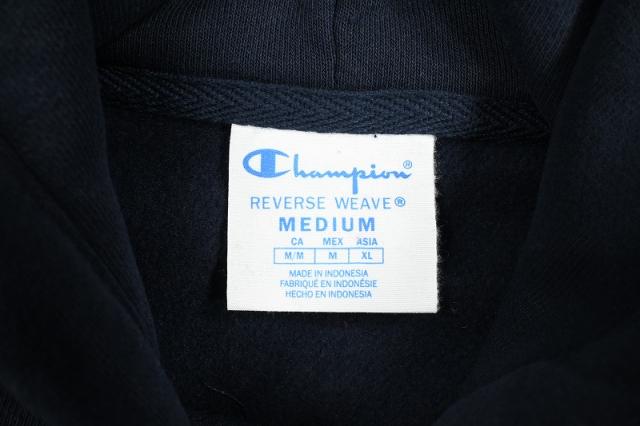 Champion®
REVERSE WEAVE®
MEDIUM
CA MEX ASIA
M/M M XL
MADE IN INDONESIA
FABRIQUÉ EN INDONÉSIE
HECHO EN INDONESIA